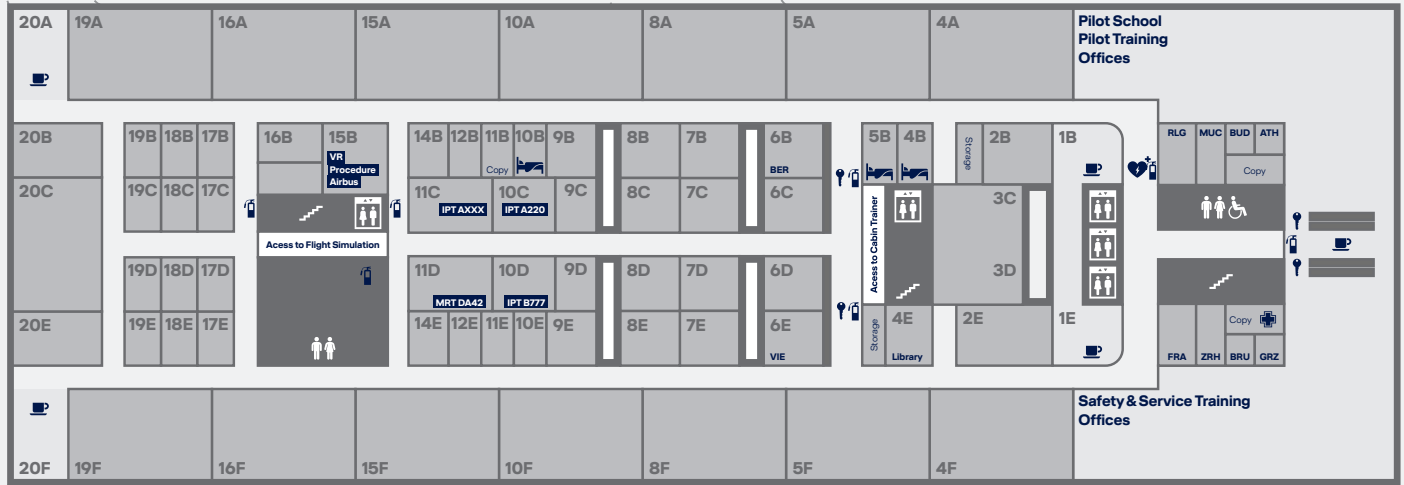 20A 19A 16A 15A 10A 8A 5A 4A
Pilot School
Pilot Training
Offices
20B 19B 18B 17B 16B 15B 14B 12B 11B 10B 9B 8B 7B 6B 5B 4B 2B 1B
RLG MUC BUD ATH
VR
Procedure
Airbus
Copy
BER
Storage
Copy
20C 19C 18C 17C 11C 10C 9C 8C 7C 6C 3C
IPT AXXX IPT A220
Acess to Flight Simulation
Acess to Cabin Trainer
19D 18D 17D 11D 10D 9D 8D 7D 6D 3D
MRT DA42 IPT B777
20E 19E 18E 17E 14E 12E 11E 10E 9E 8E 7E 6E 4E 2E 1E
Storage
Copy
VIE
Library
FRA ZRH BRU GRZ
Safety & Service Training
Offices
20F 19F 16F 15F 10F 8F 5F 4F